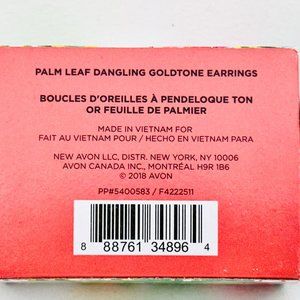 PALM LEAF DANGLING GOLDTONE EARRINGS
BOUCLES D'OREILLES À PENDELOQUE TON
OR FEUILLE DE PALMIER
MADE IN VIETNAM FOR
FAIT AU VIETNAM POUR / HECHO EN VIETNAM PARA
NEW AVON LLC, DISTR. NEW YORK, NY 10006
AVON CANADA INC., MONTRÉAL H9R 1B6
© 2018 AVON
PP#5400583 / F4222511
8 88761 34896 4